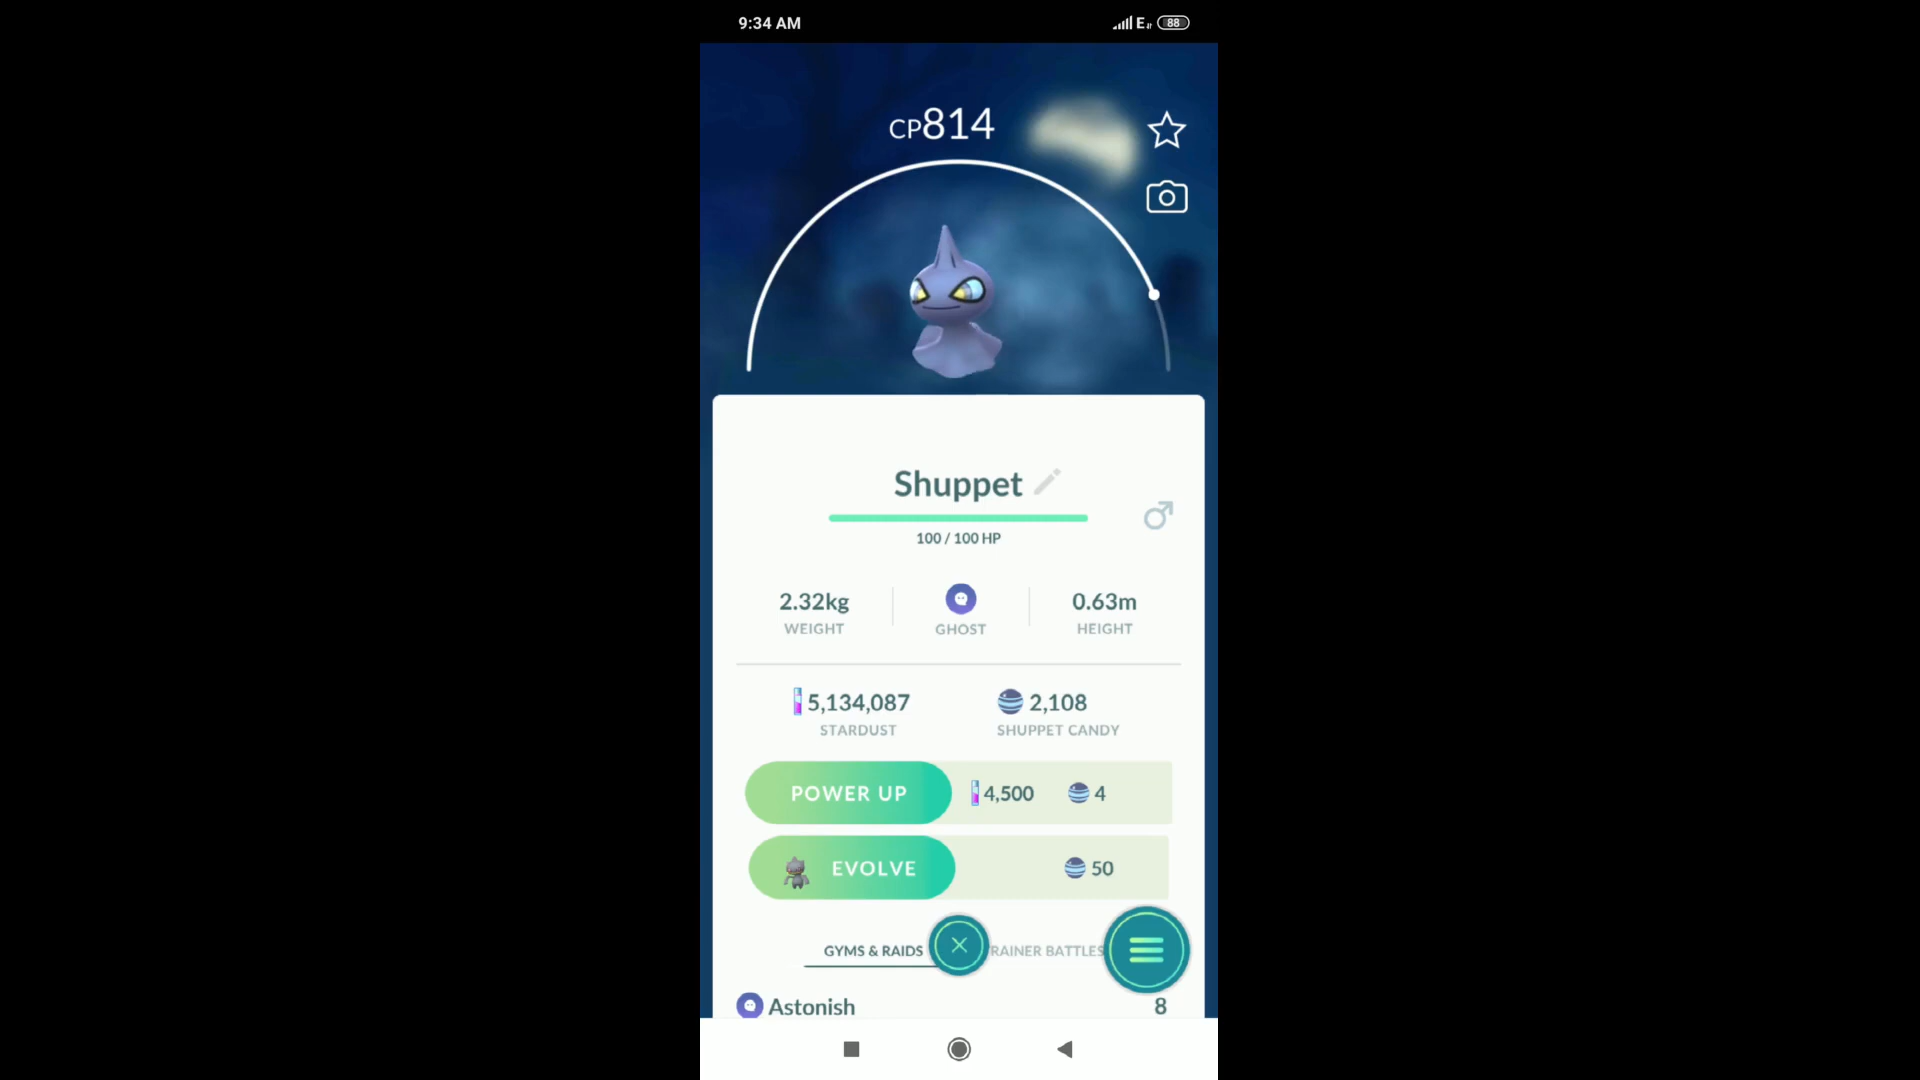 9:34 AM E 88
CP814
Shuppet
100 / 100 HP
2.32kg GHOST 0.63m
WEIGHT HEIGHT
5,134,087 2,108
STARDUST SHUPPET CANDY
POWER UP 4,500 4
EVOLVE 50
GYMS & RAIDS RAINER BATTLES
Astonish 8